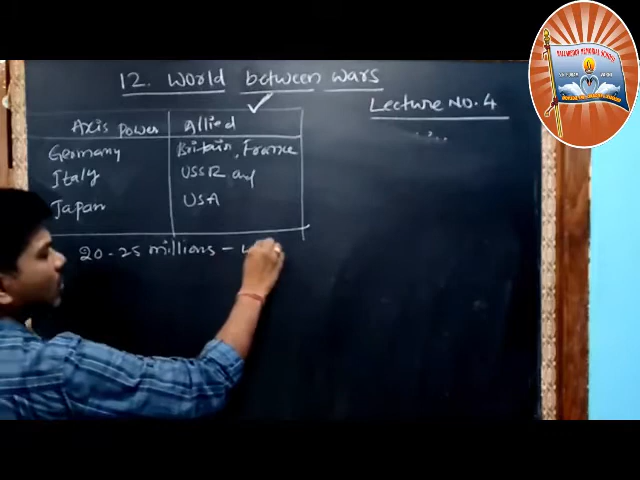 12. World between wars
Lecture No. 4
Axis Power Allied
Germany Britain, France
Italy USSR and
Japan USA
20-25 millions -